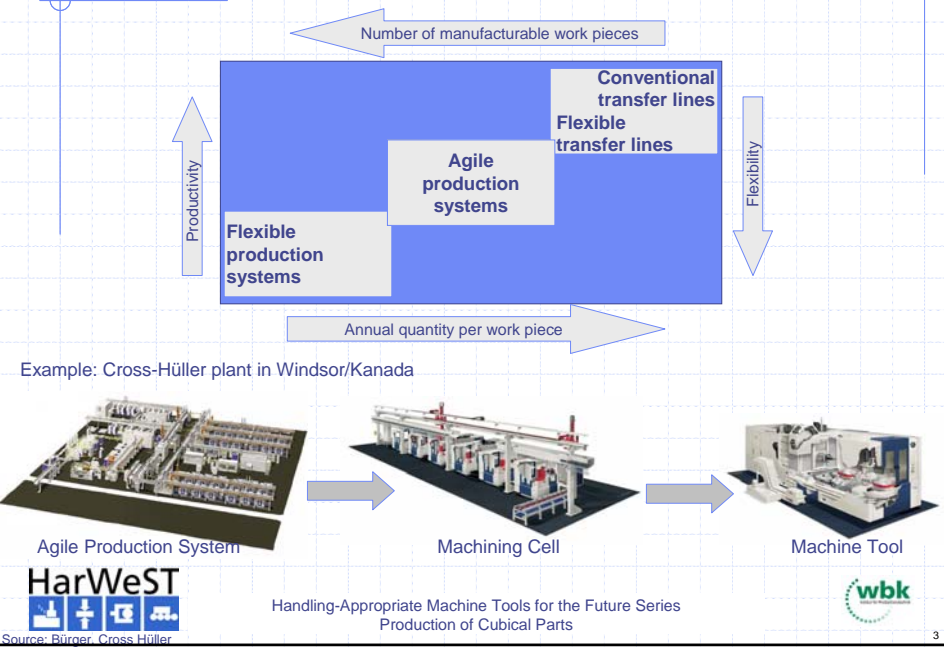 Number of manufacturable work pieces
Conventional
transfer lines
Flexible
transfer lines
Agile
production
systems
Flexible
production
systems
Productivity
Flexibility
Annual quantity per work piece
Example: Cross-Hüller plant in Windsor/Kanada
Agile Production System
Machining Cell
Machine Tool
HarWeST
Handling-Appropriate Machine Tools for the Future Series
Production of Cubical Parts
wbk
Source: Bürger, Cross Hüller
3